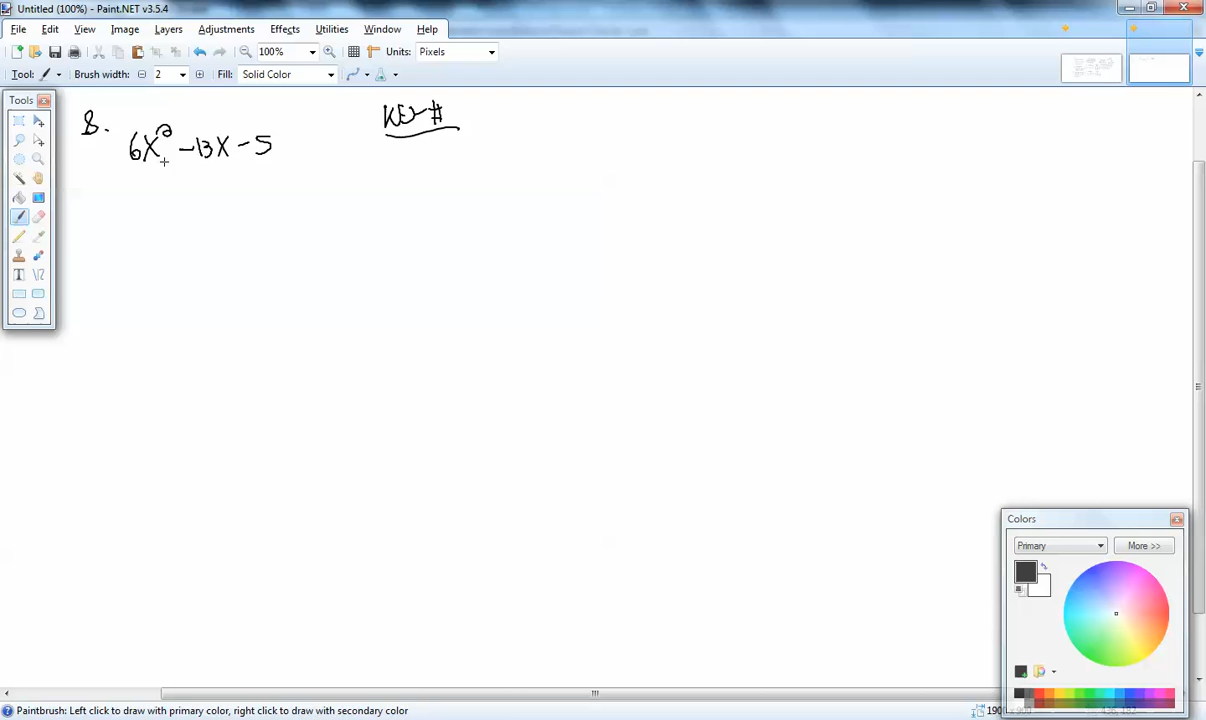 Untitled (100%) - Paint.NET v3.5.4
File Edit View Image Layers Adjustments Effects Utilities Window Help
100% Units: Pixels
Tool: Brush width: 2 Fill: Solid Color
Tools
KEY #
8.
6X² -13X - 5
Colors
Primary More >>
Paintbrush: Left click to draw with primary color, right click to draw with secondary color